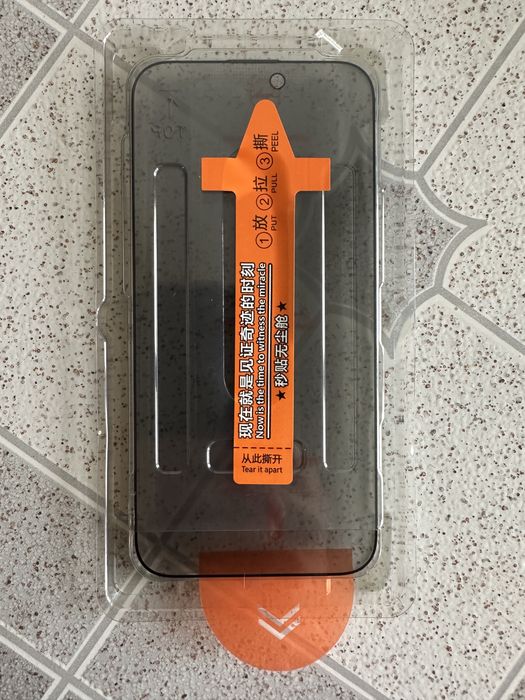 TOP
①放 ②拉 ③撕
PUT PULL PEEL
现在就是见证奇迹的时刻
Now is the time to witness the miracle
★ 秒贴无尘舱 ★
从此撕开
Tear it apart